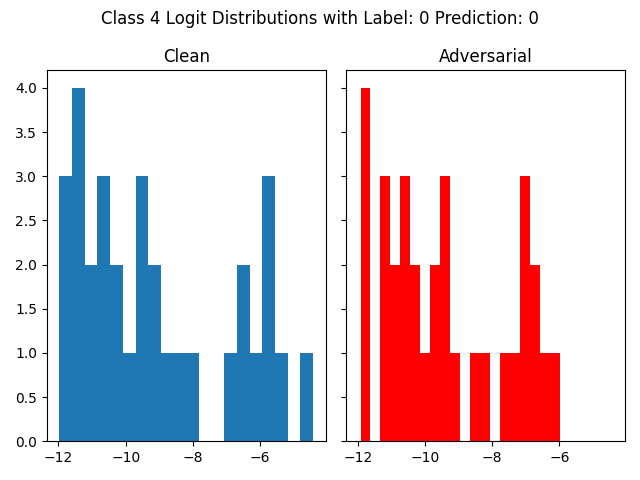 Class 4 Logit Distributions with Label: 0 Prediction: 0
Clean
Adversarial
4.0
3.5
3.0
2.5
2.0
1.5
1.0
0.5
0.0
−12 −10 −8 −6
−12 −10 −8 −6